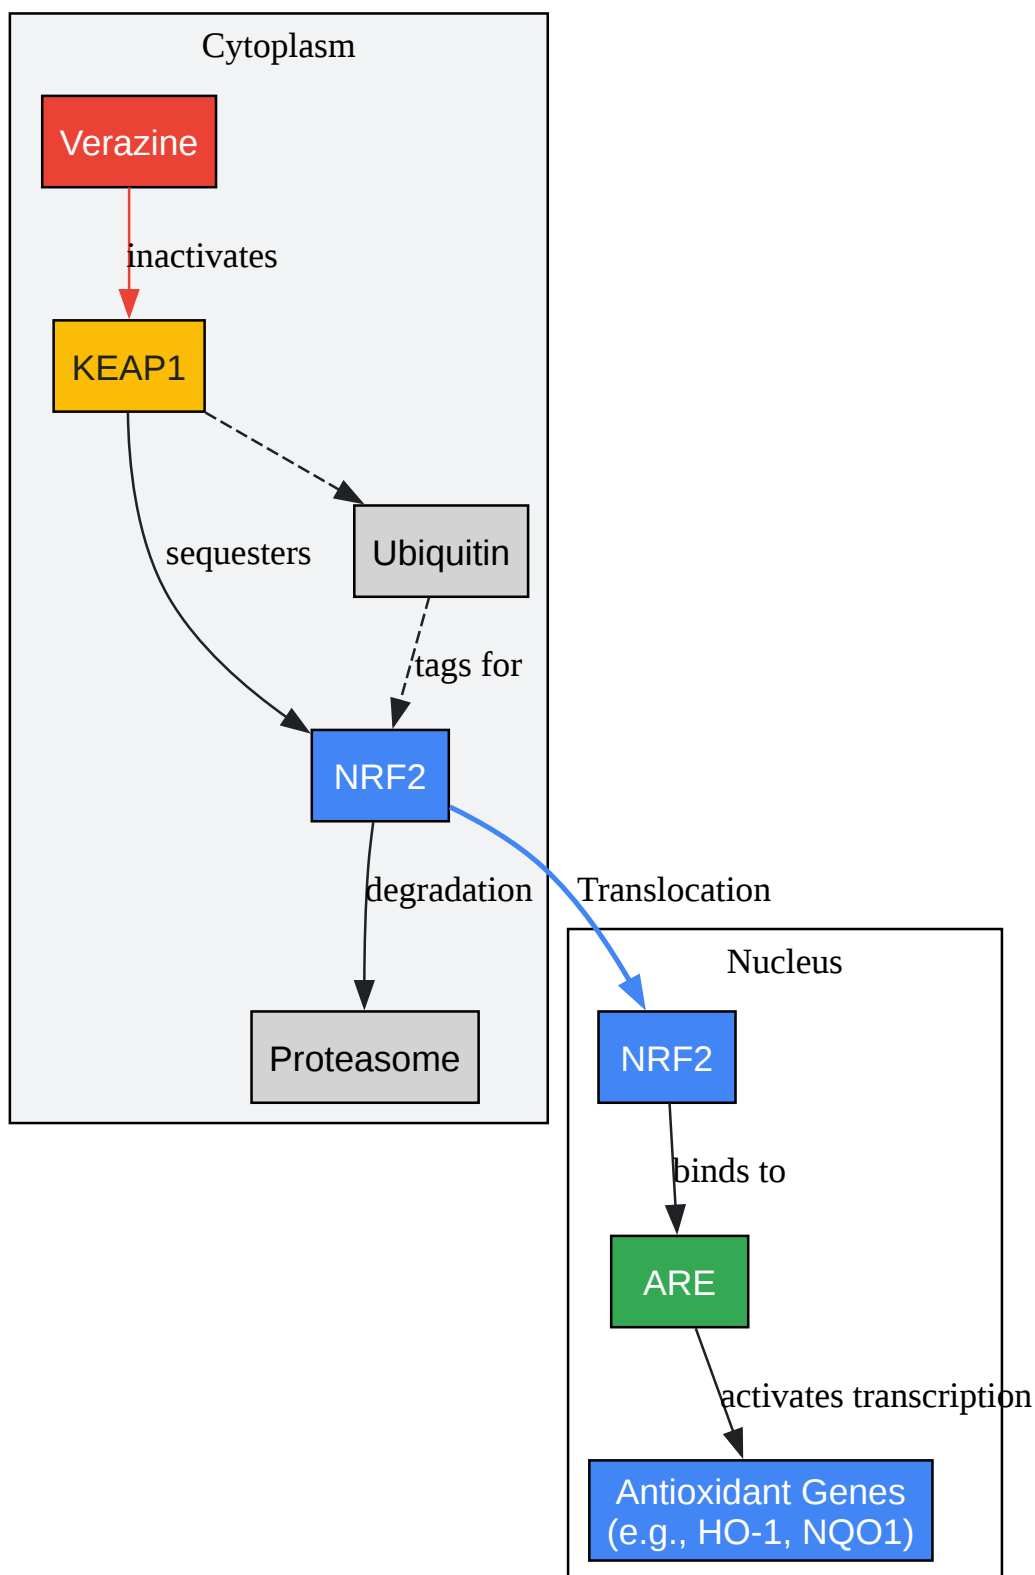 Cytoplasm
Verazine
inactivates
KEAP1
sequesters
Ubiquitin
tags for
NRF2
degradation
Translocation
Proteasome
Nucleus
NRF2
binds to
ARE
activates transcription
Antioxidant Genes
(e.g., HO-1, NQO1)